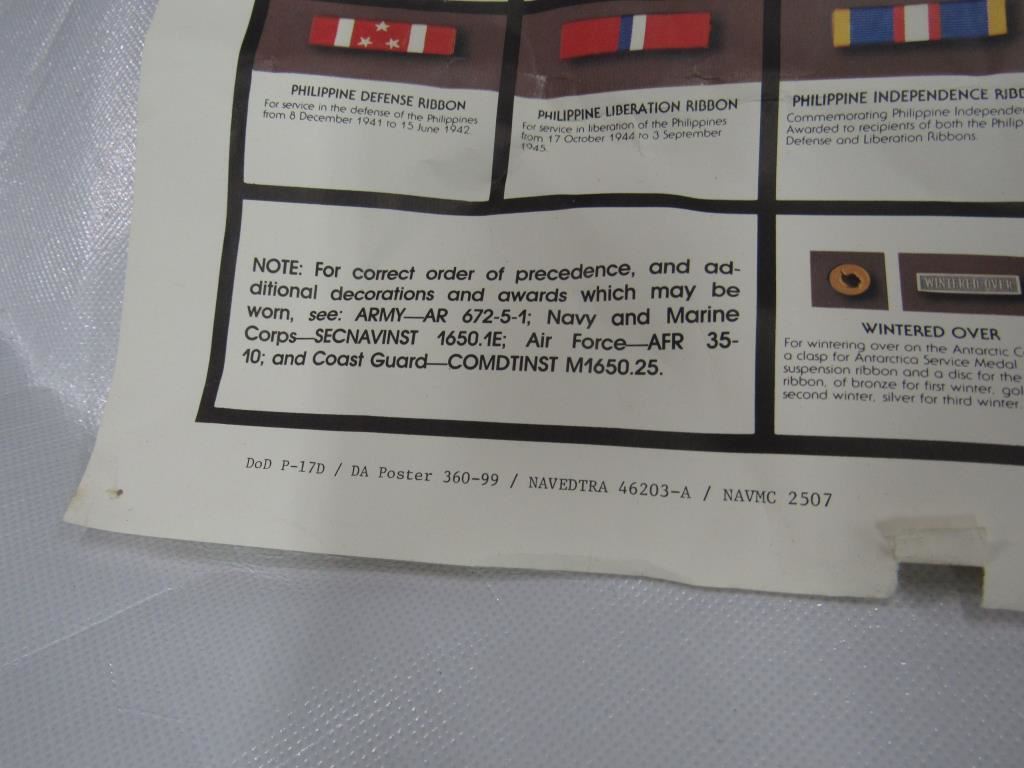 PHILIPPINE DEFENSE RIBBON
For service in the defense of the Philippines
from 8 December 1941 to 15 June 1942.
PHILIPPINE LIBERATION RIBBON
For service in liberation of the Philippines
from 17 October 1944 to 3 September
1945.
PHILIPPINE INDEPENDENCE
Commemorating Philippine
Awarded to recipients of both the
Defense and Liberation Ribbons.
NOTE: For correct order of precedence, and ad-
ditional decorations and awards which may be
worn, see: ARMY—AR 672-5-1; Navy and Marine
Corps—SECNAVINST 1650.1E; Air Force—AFR 35-
10; and Coast Guard—COMDTINST M1650.25.
WINTERED OVER
WINTERED OVER
For wintering over on the Antarctic
a clasp for Antarctica Service Medal
suspension ribbon and a disc for the
ribbon, of bronze for first winter,
second winter, silver for third winter.
DoD P-17D / DA Poster 360-99 / NAVEDTRA 46203-A / NAVMC 2507